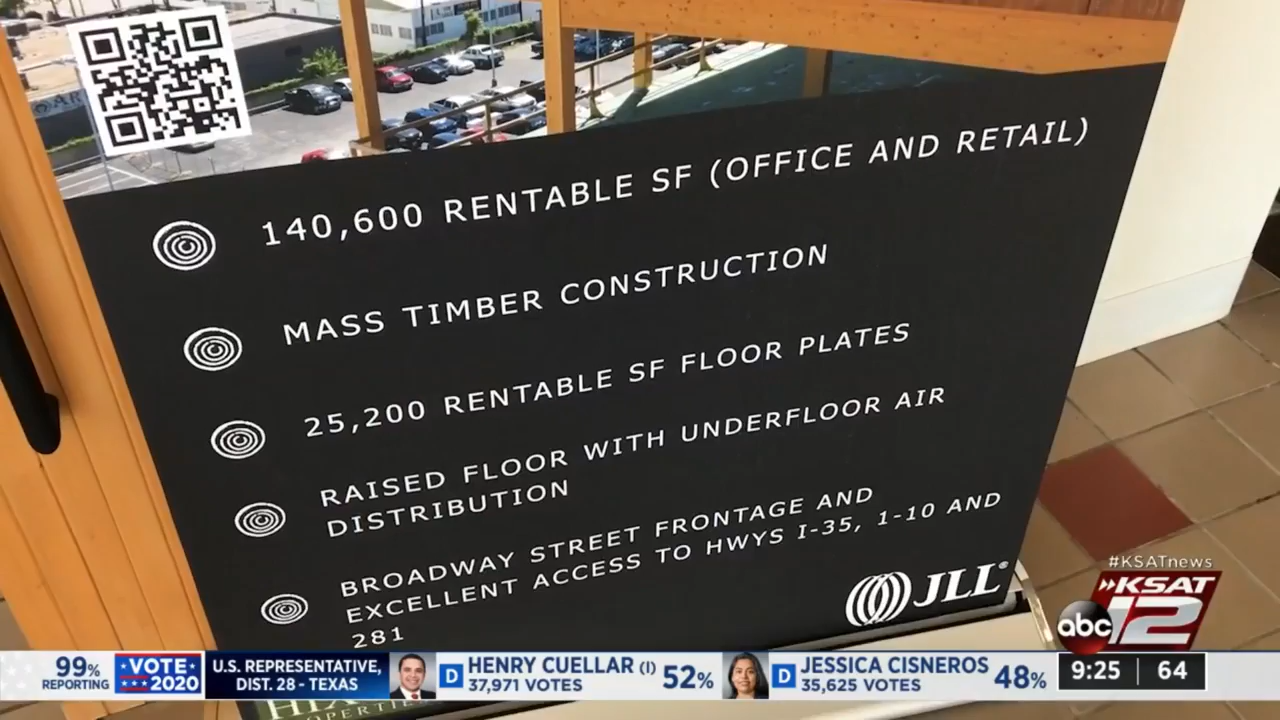 140,600 RENTABLE SF (OFFICE AND RETAIL)
MASS TIMBER CONSTRUCTION
25,200 RENTABLE SF FLOOR PLATES
RAISED FLOOR WITH UNDERFLOOR AIR
DISTRIBUTION
BROADWAY STREET FRONTAGE AND
EXCELLENT ACCESS TO HWYS I-35, 1-10 AND
281
JLL®
#KSATnews
KSAT
abc 12
99% REPORTING
VOTE 2020
U.S. REPRESENTATIVE,
DIST. 28 - TEXAS
D HENRY CUELLAR (I) 52%
37,971 VOTES
D JESSICA CISNEROS 48%
35,625 VOTES
9:25 64